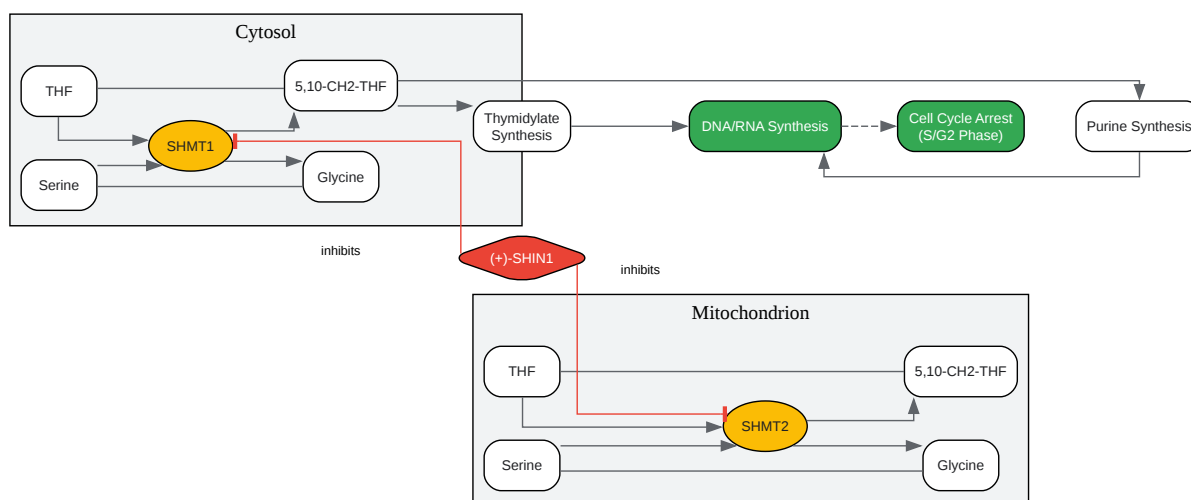 Cytosol
THF
5,10-CH2-THF
SHMT1
Serine
Glycine
Thymidylate
Synthesis
DNA/RNA Synthesis
Cell Cycle Arrest
(S/G2 Phase)
Purine Synthesis
inhibits
(+)-SHIN1
inhibits
Mitochondrion
THF
5,10-CH2-THF
SHMT2
Serine
Glycine